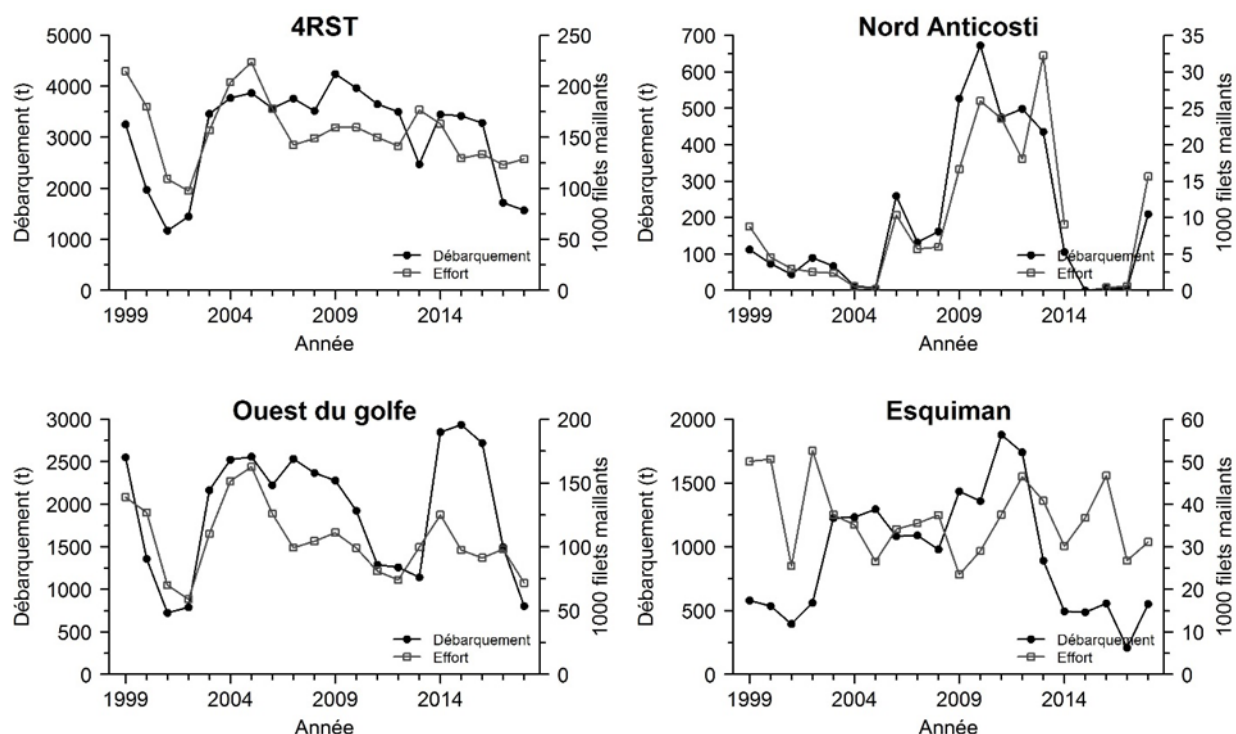 4RST
Débarquement (t)
5000
4000
3000
2000
1000
0
250
200
150
100
50
0
1000 filets maillants
Débarquement
Effort
1999
2004
2009
2014
Année
Nord Anticosti
Débarquement (t)
700
600
500
400
300
200
100
0
35
30
25
20
15
10
5
0
1000 filets maillants
Débarquement
Effort
1999
2004
2009
2014
Année
Ouest du golfe
Débarquement (t)
3000
2500
2000
1500
1000
500
0
200
150
100
50
0
1000 filets maillants
Débarquement
Effort
1999
2004
2009
2014
Année
Esquiman
Débarquement (t)
2000
1500
1000
500
0
60
50
40
30
20
10
0
1000 filets maillants
Débarquement
Effort
1999
2004
2009
2014
Année